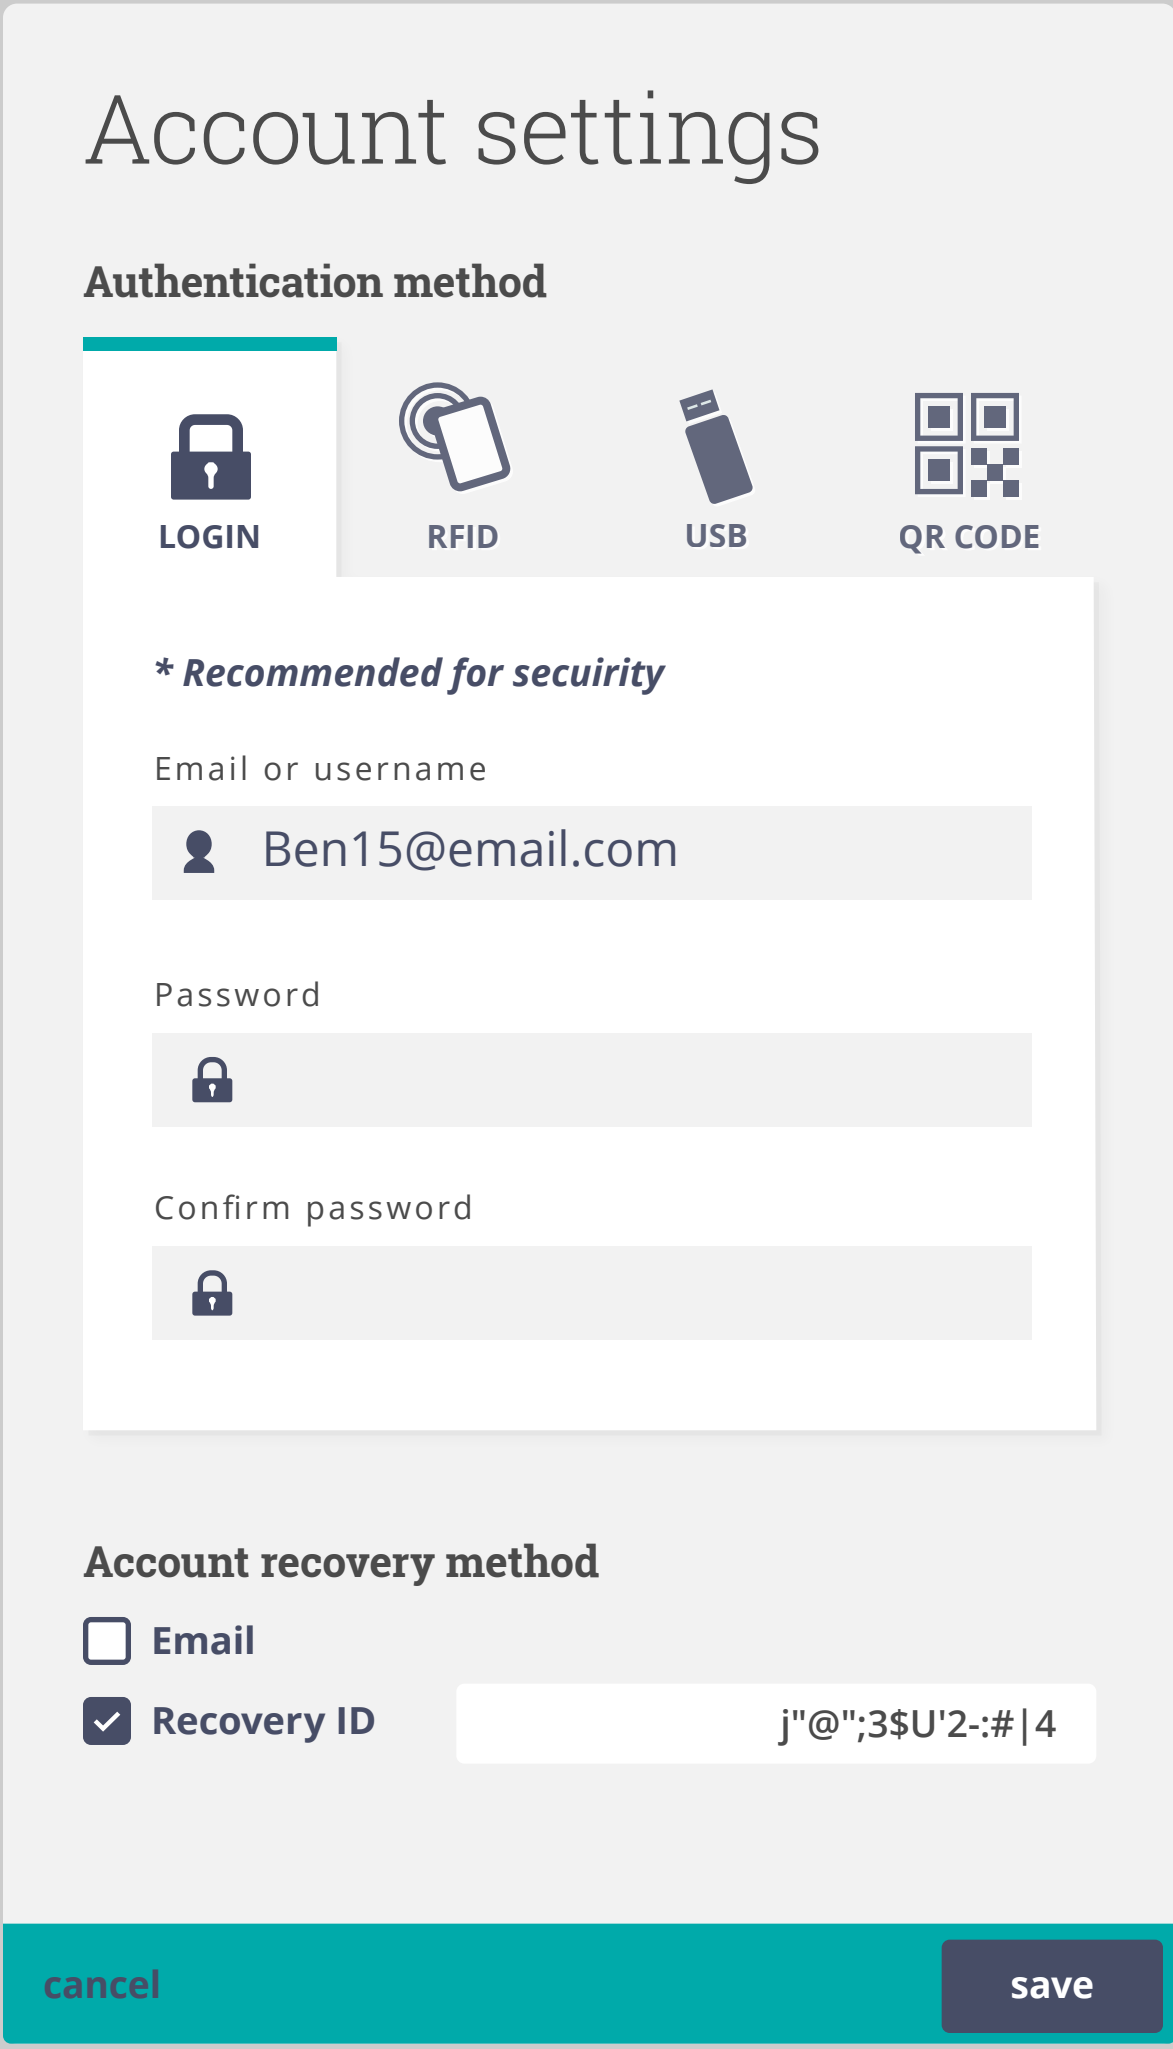 Account settings
Authentication method
LOGIN RFID USB QR CODE
* Recommended for secuirity
Email or username
Ben15@email.com
Password
Confirm password
Account recovery method
Email
Recovery ID j"@";3$U'2-:#|4
cancel save